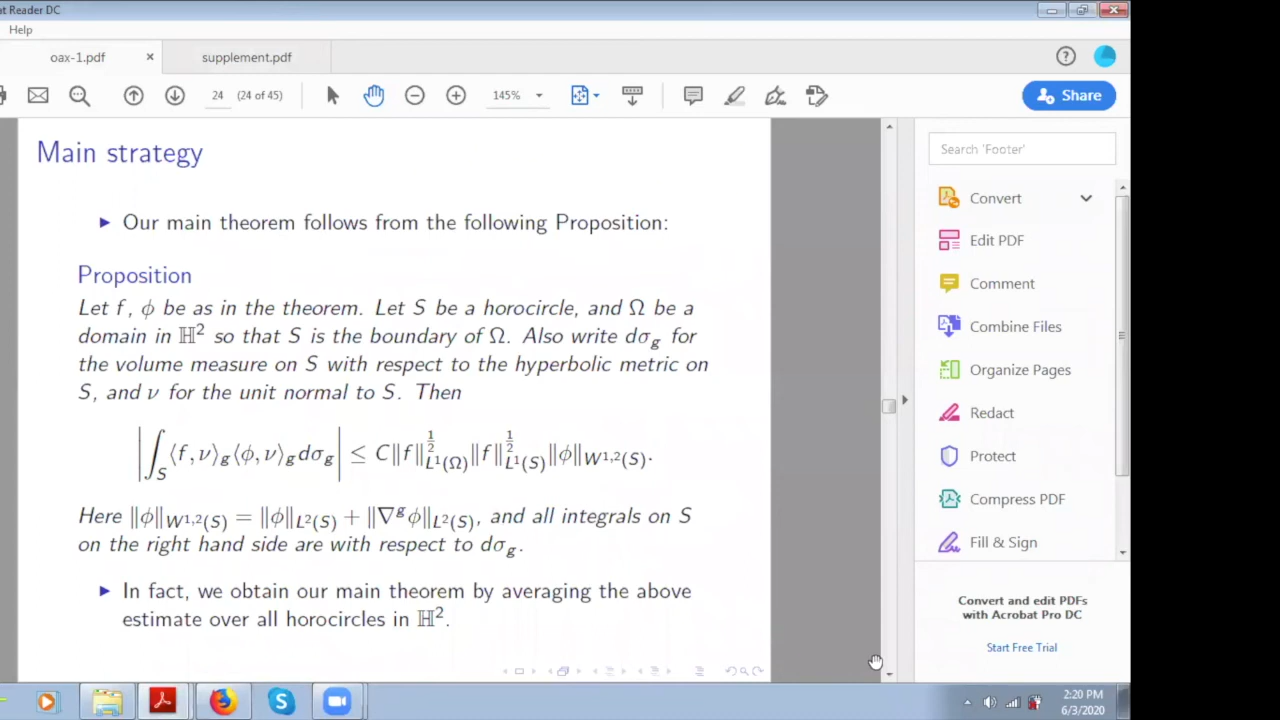 at Reader DC
Help
oax-1.pdf
supplement.pdf
24 (24 of 45)
145%
Share
Main strategy
Our main theorem follows from the following Proposition:
Proposition
Let f, ϕ be as in the theorem. Let S be a horocircle, and Ω be a
domain in ℍ² so that S is the boundary of Ω. Also write dσ_g for
the volume measure on S with respect to the hyperbolic metric on
S, and ν for the unit normal to S. Then
|∫_S ⟨f, ν⟩_g⟨ϕ, ν⟩_g dσ_g| ≤ C‖f‖^{1/2}_{L^1(Ω)}‖f‖^{1/2}_{L^1(S)}‖ϕ‖_{W^{1,2}(S)}.
Here ‖ϕ‖_{W^{1,2}(S)} = ‖ϕ‖_{L^2(S)} + ‖∇^g ϕ‖_{L^2(S)}, and all integrals on S
on the right hand side are with respect to dσ_g.
In fact, we obtain our main theorem by averaging the above
estimate over all horocircles in ℍ².
Search 'Footer'
Convert
Edit PDF
Comment
Combine Files
Organize Pages
Redact
Protect
Compress PDF
Fill & Sign
Convert and edit PDFs
with Acrobat Pro DC
Start Free Trial
2:20 PM
6/3/2020